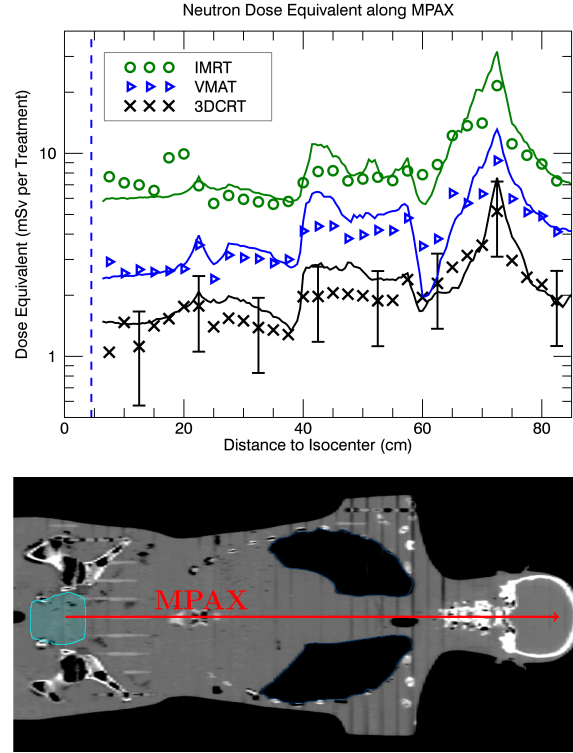 Neutron Dose Equivalent along MPAX
Dose Equivalent (mSv per Treatment)
IMRT
VMAT
3DCRT
10
1
0 20 40 60 80
Distance to Isocenter (cm)
MPAX